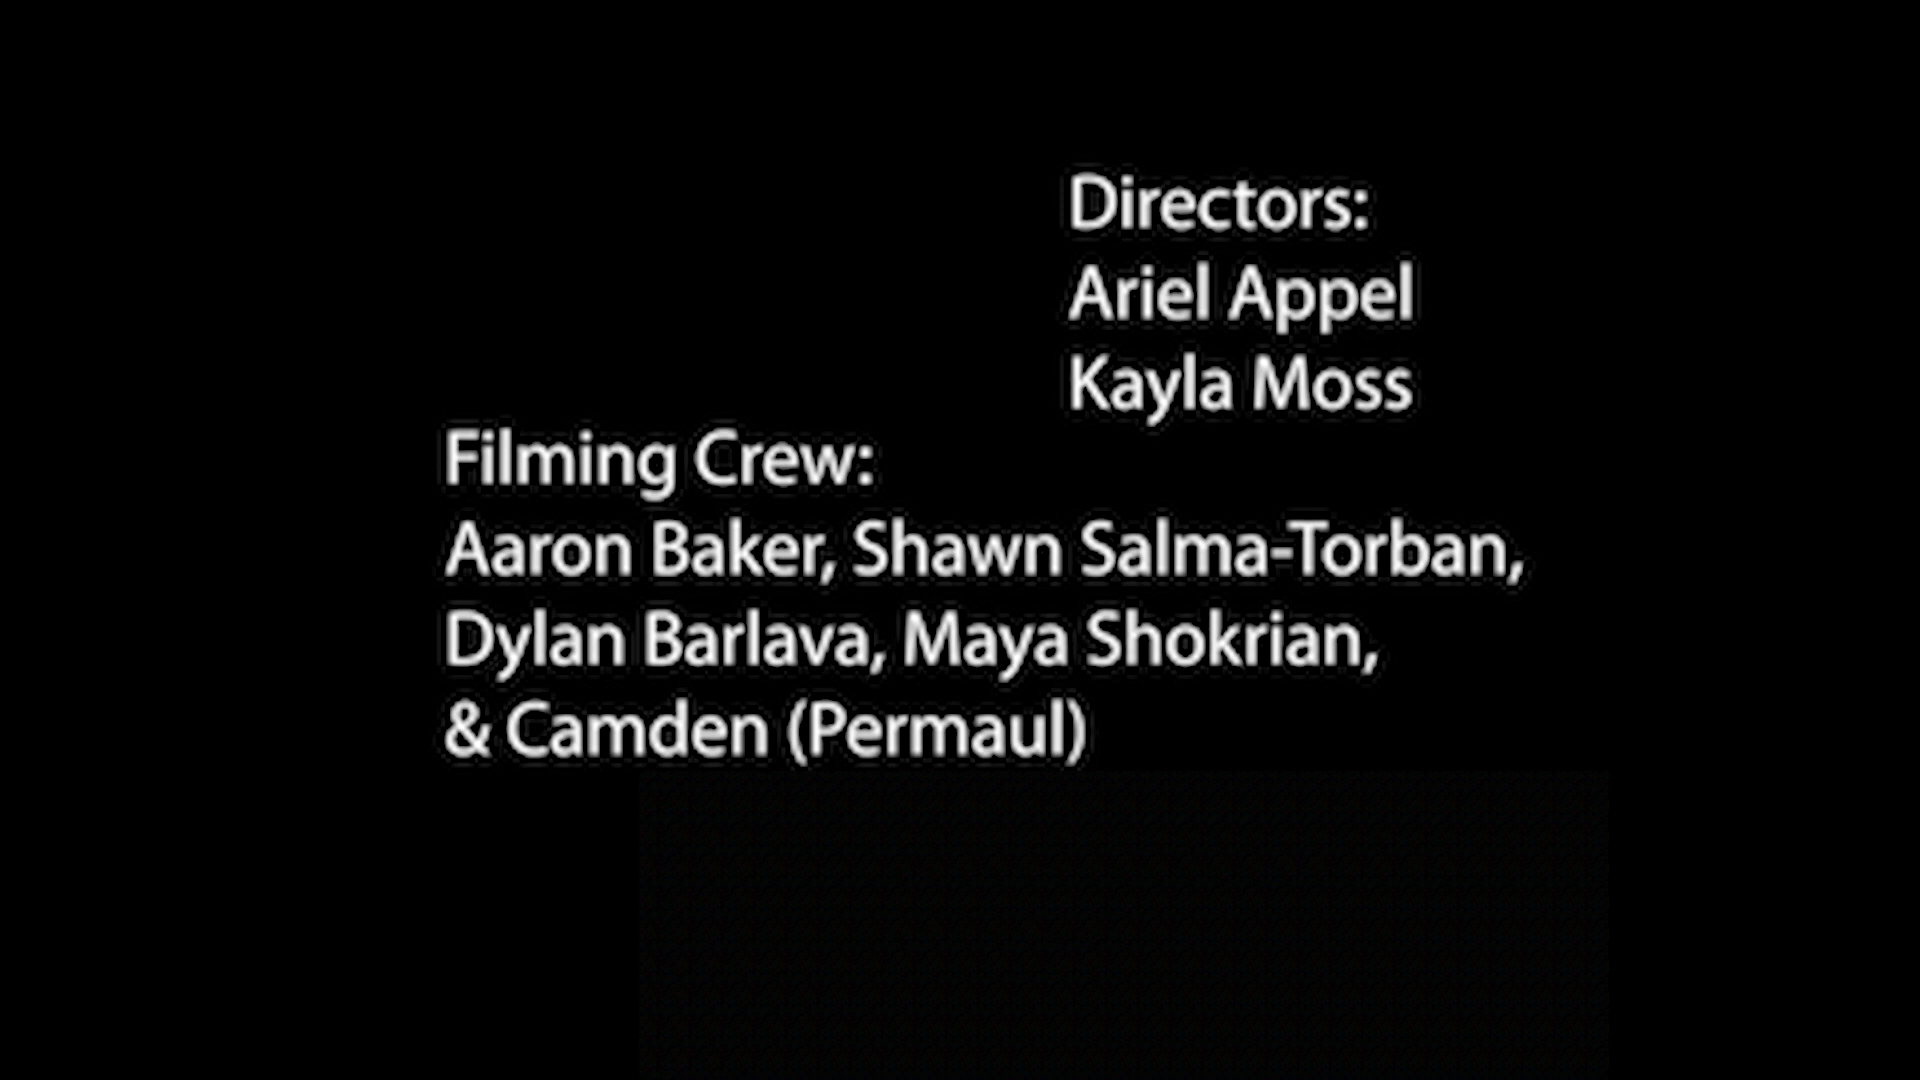 Directors:
Ariel Appel
Kayla Moss
Filming Crew:
Aaron Baker, Shawn Salma-Torban,
Dylan Barlava, Maya Shokrian,
& Camden (Permaul)